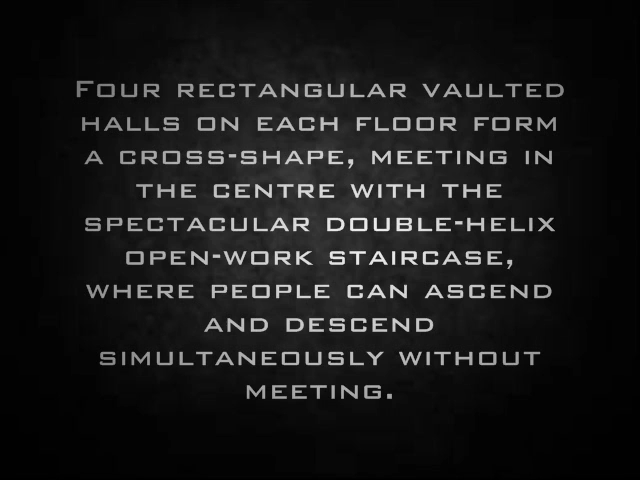 Four rectangular vaulted
halls on each floor form
a cross-shape, meeting in
the centre with the
spectacular double-helix
open-work staircase,
where people can ascend
and descend
simultaneously without
meeting.